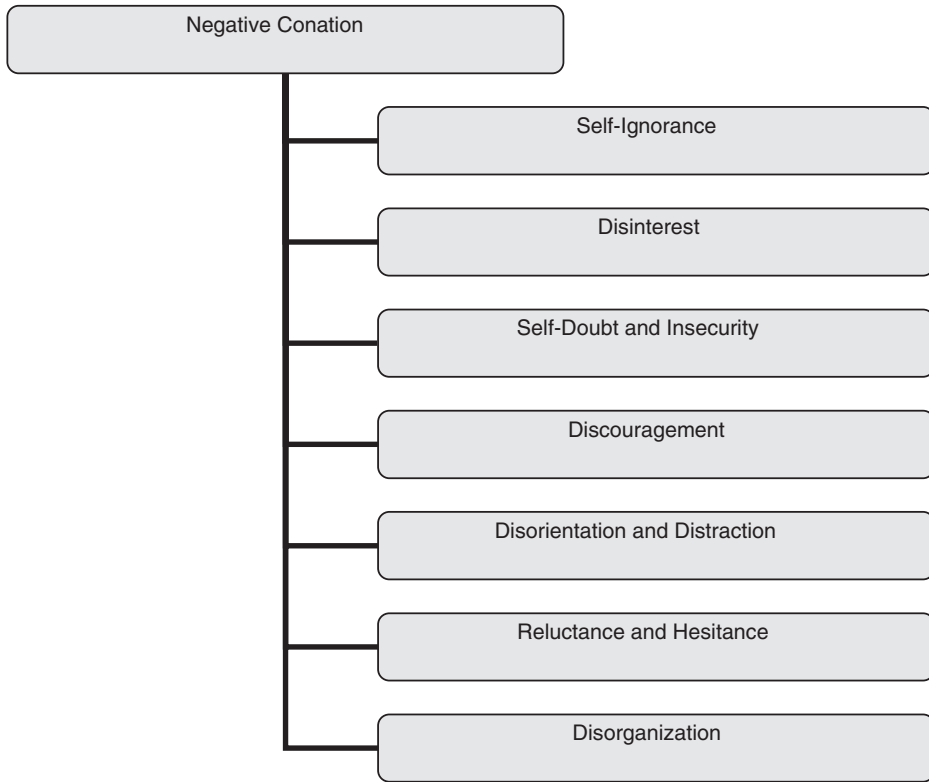 Negative Conation
Self-Ignorance
Disinterest
Self-Doubt and Insecurity
Discouragement
Disorientation and Distraction
Reluctance and Hesitance
Disorganization